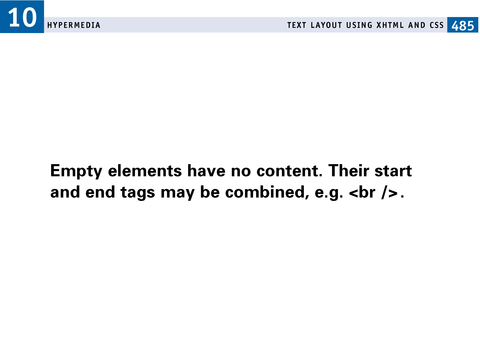 10 HYPERMEDIA TEXT LAYOUT USING XHTML AND CSS 485
Empty elements have no content. Their start
and end tags may be combined, e.g. <br />.